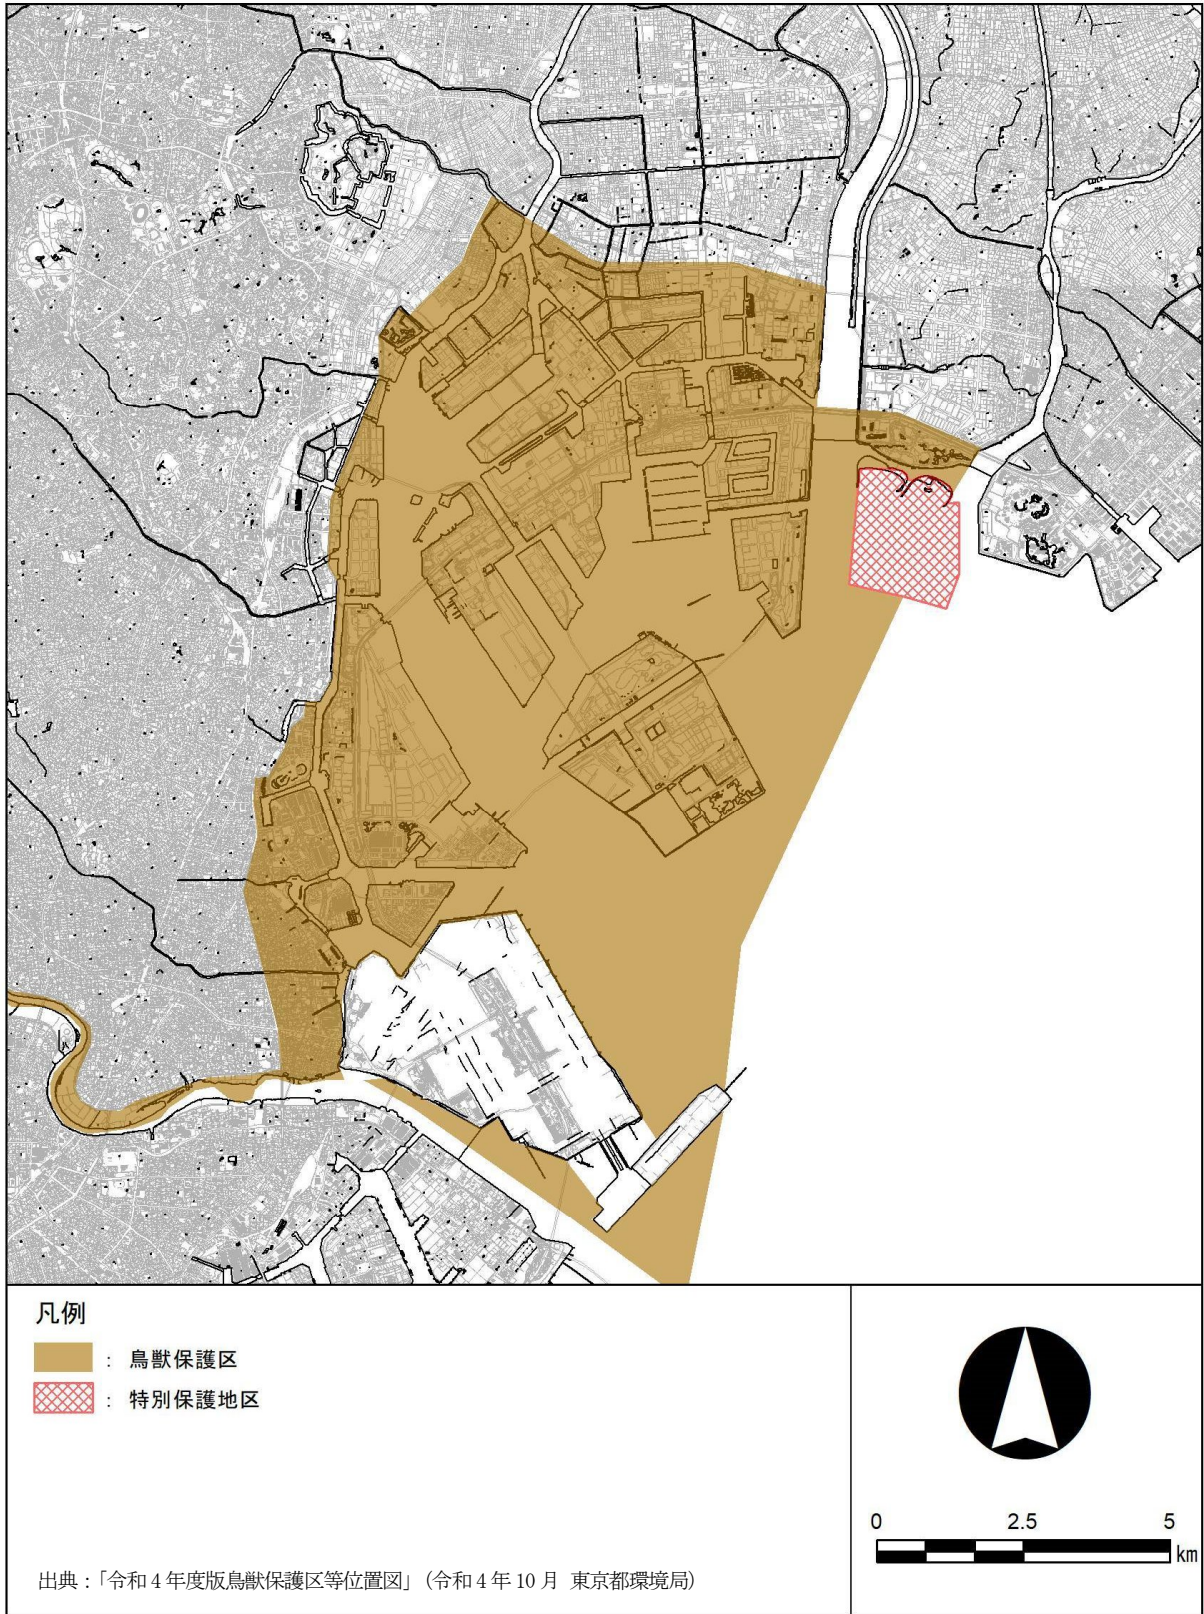 凡例
： 鳥獣保護区
： 特別保護地区
0 2.5 5
km
出典：「令和4年度版鳥獣保護区等位置図」（令和4年10月 東京都環境局）